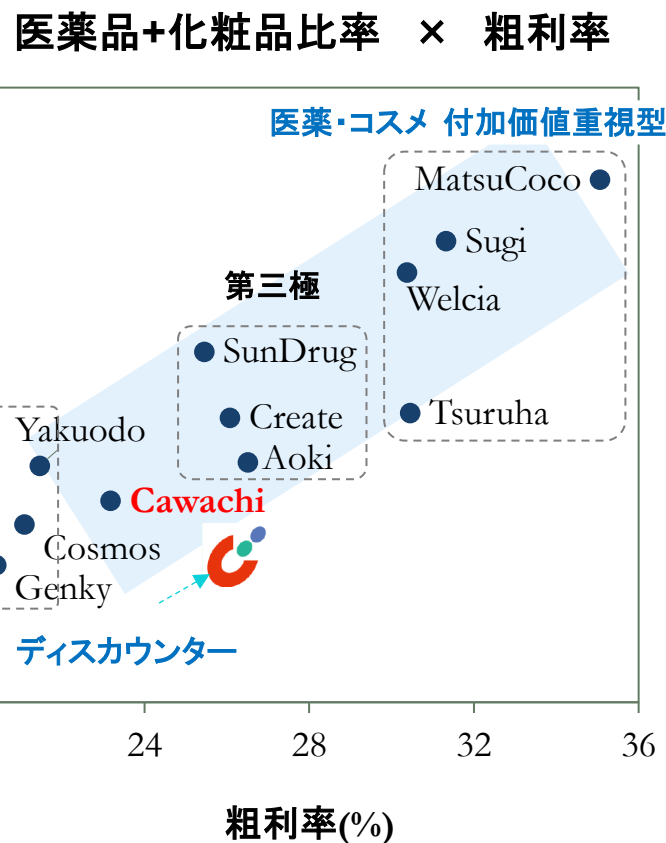 医薬品+化粧品比率 × 粗利率
医薬・コスメ 付加価値重視型
MatsuCoco
Sugi
Welcia
第三極
SunDrug
Create
Tsuruha
Yakuodo
Aoki
Cawachi
Cosmos
Genky
ディスカウンター
24 28 32 36
粗利率(%)